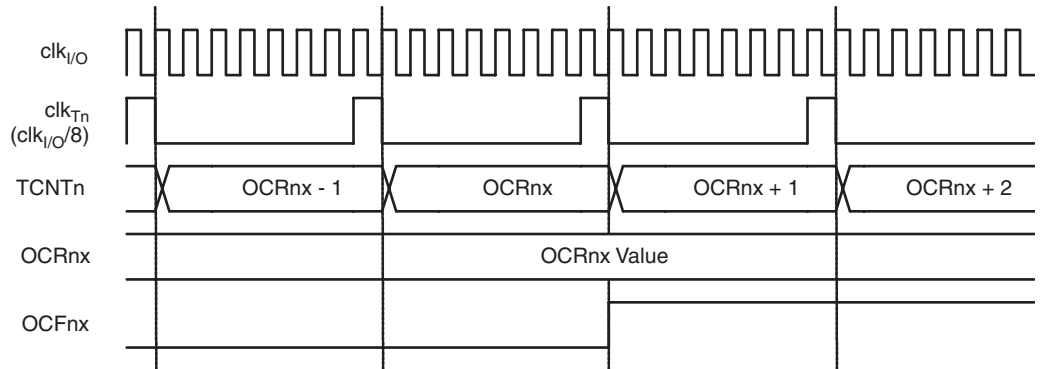 clkI/O
clkTn
(clkI/O/8)
TCNTn OCRnx - 1 OCRnx OCRnx + 1 OCRnx + 2
OCRnx OCRnx Value
OCFnx